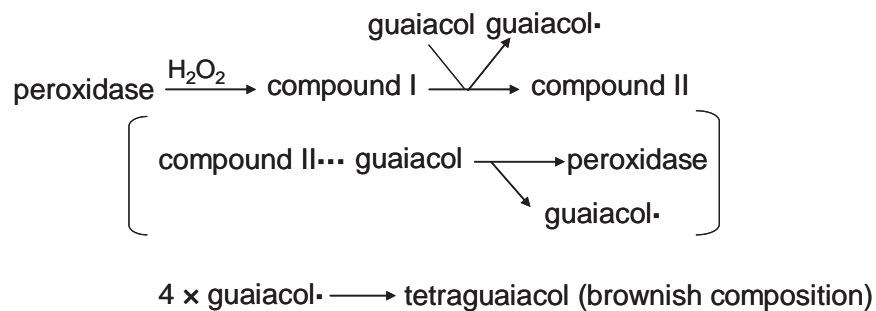 guaiacol guaiacol·
H₂O₂
peroxidase → compound I → compound II
compound II··· guaiacol → peroxidase
guaiacol·
4 × guaiacol· → tetraguaiacol (brownish composition)